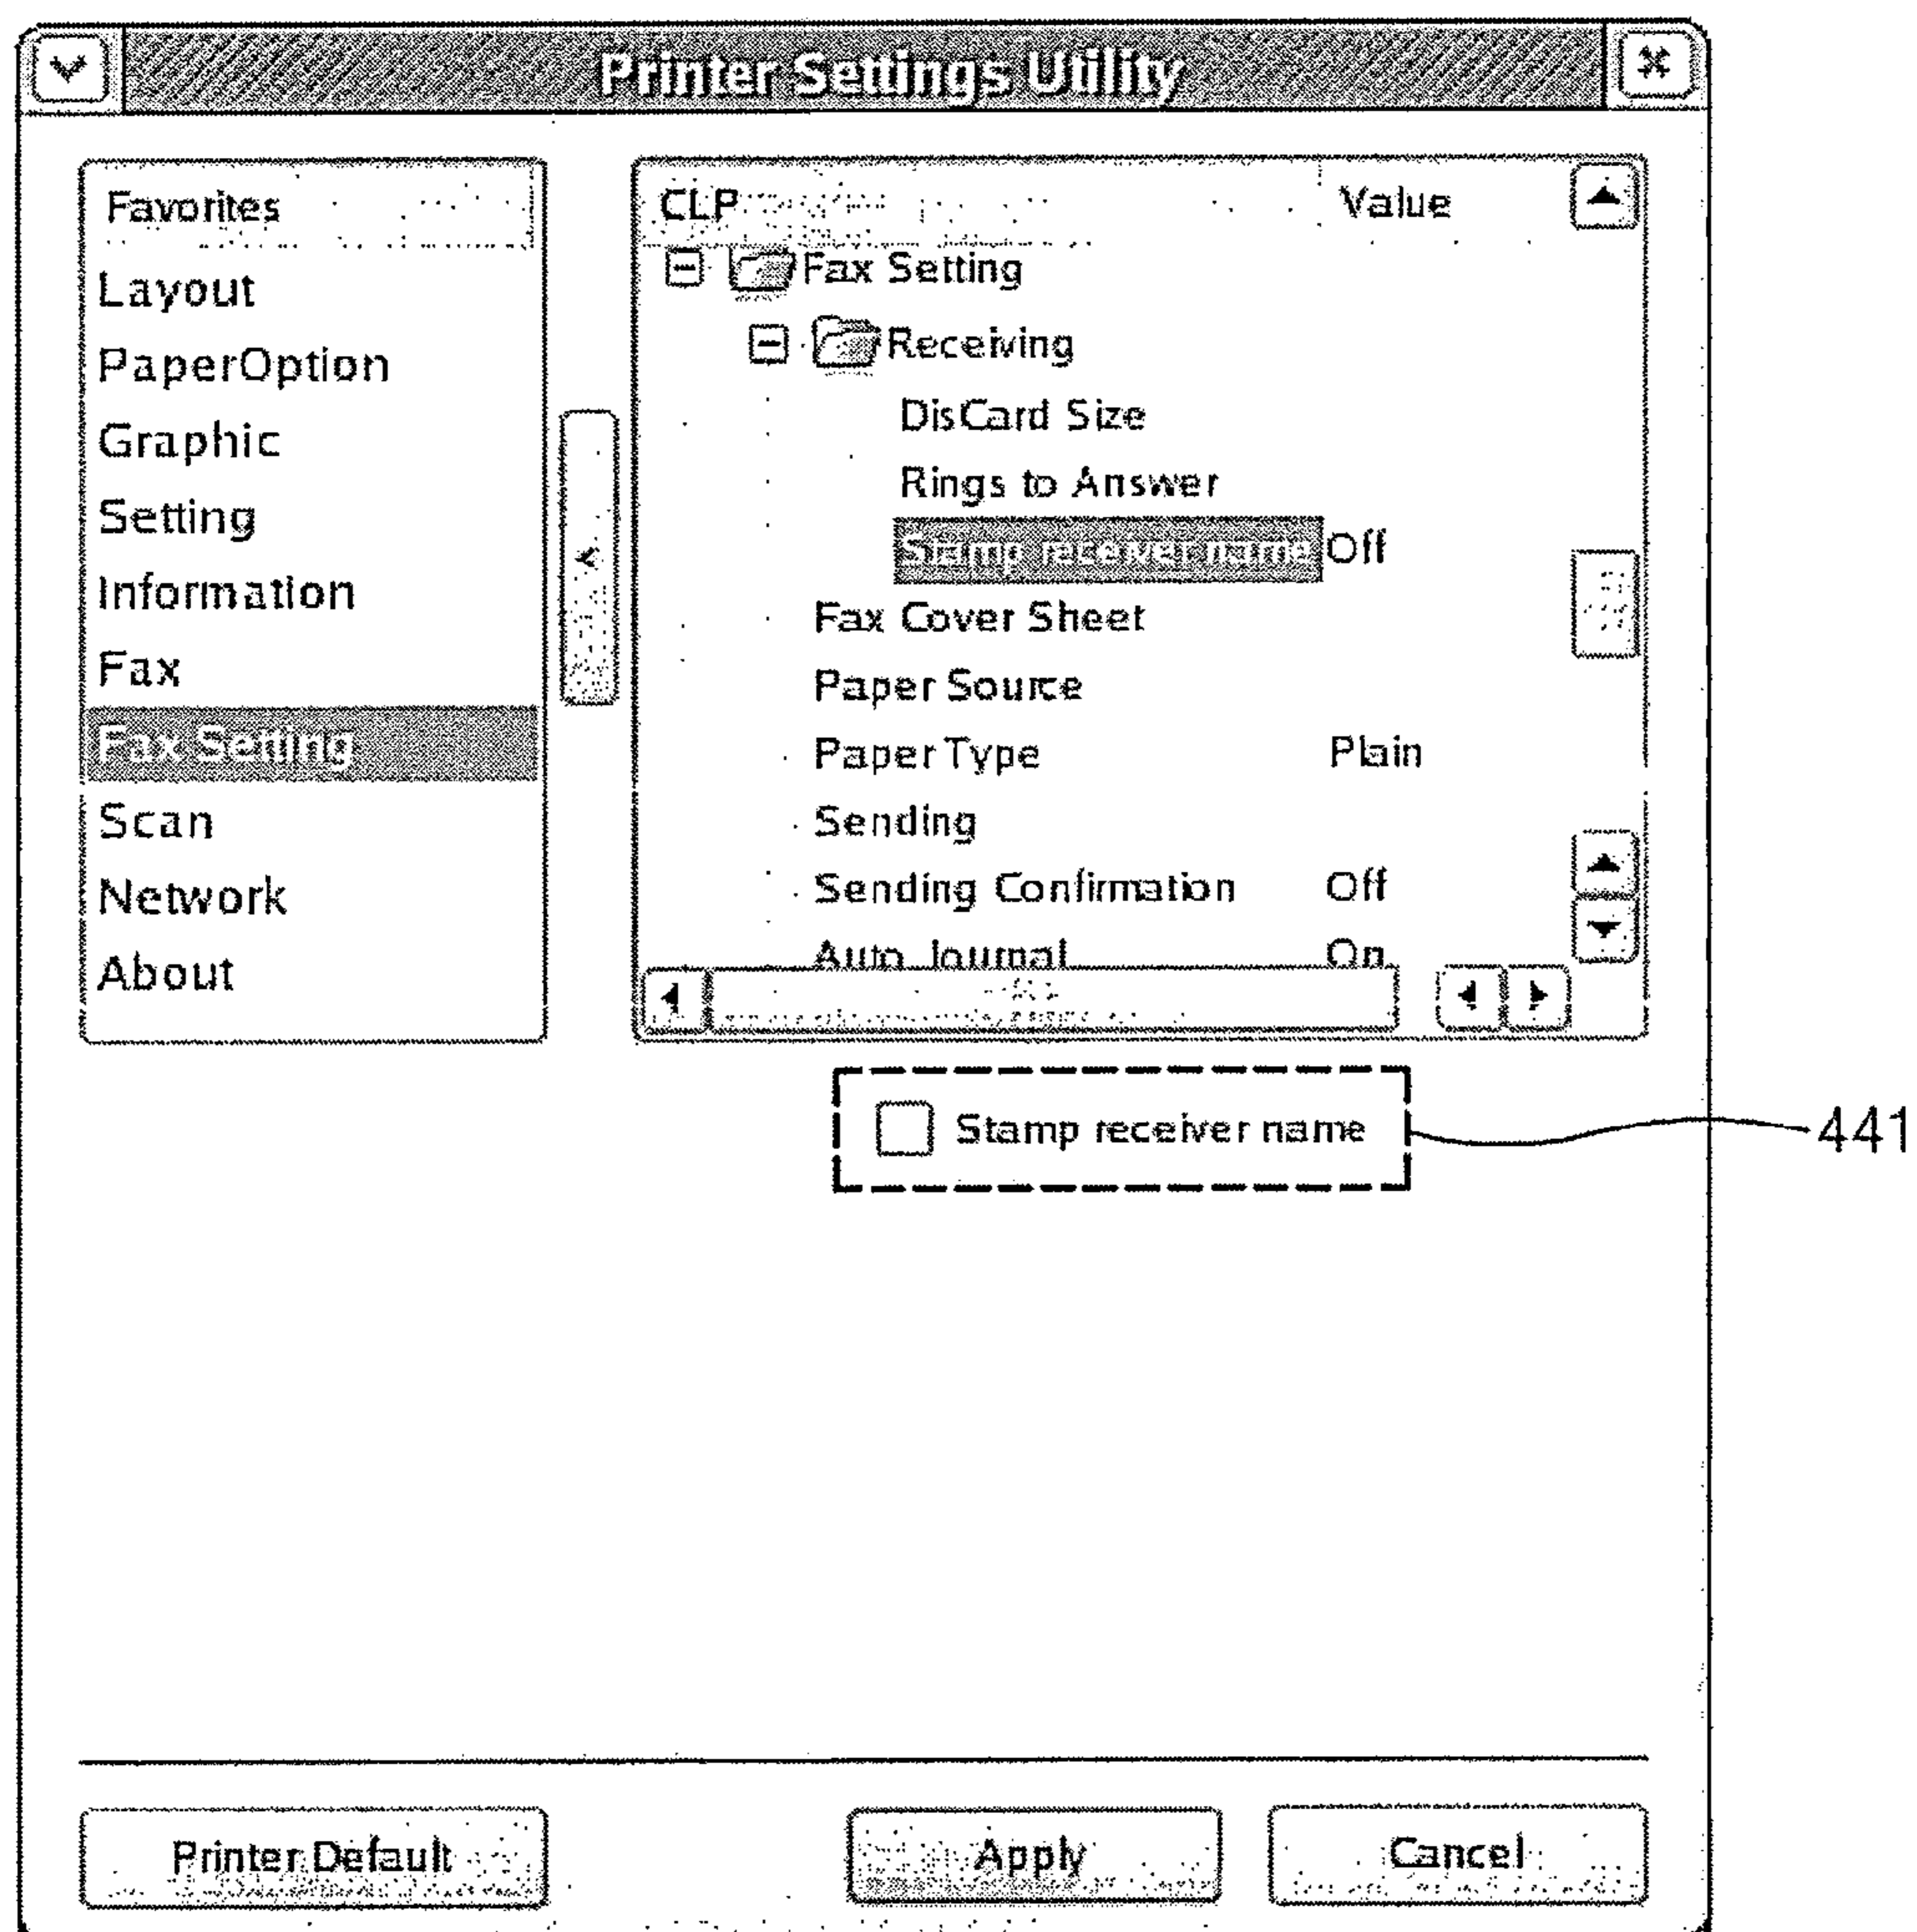 Printer Settings Utility
Favorites
Layout
PaperOption
Graphic
Setting
Information
Fax
Fax Setting
Scan
Network
About
CLP Value
Fax Setting
Receiving
DisCard Size
Rings to Answer
Stamp receiver name Off
Fax Cover Sheet
Paper Source
Paper Type Plain
Sending
Sending Confirmation Off
Auto Journal On
Stamp receiver name
441
Printer Default
Apply
Cancel